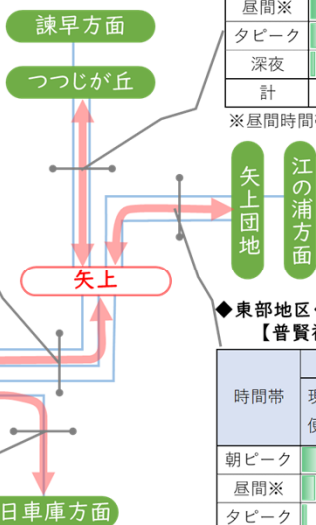 昼間※
夕ピーク
深夜
計
※昼間時間
諫早方面
つつじが丘
矢上団地
江の浦方面
矢上
◆東部地区
【普賢
時間帯
朝ピーク
昼間※
夕ピーク
日車庫方面